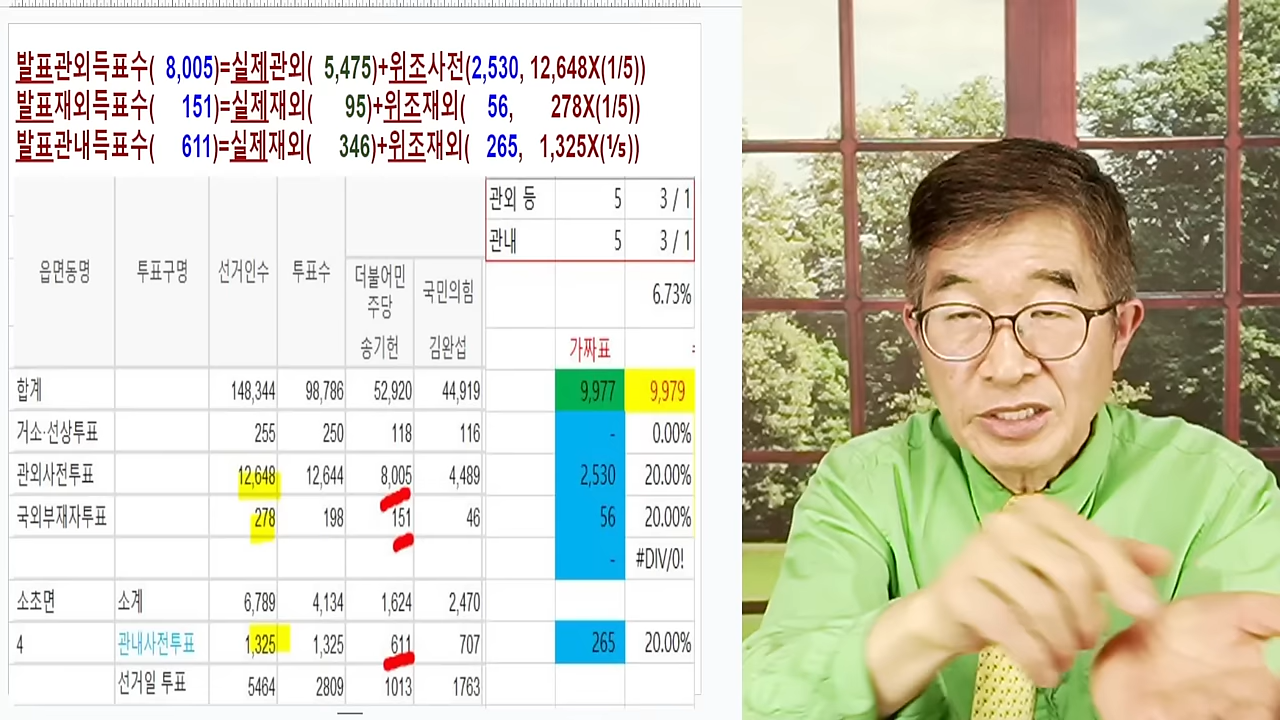 발표관외득표수( 8,005)=실제관외( 5,475)+위조사전(2,530, 12,648X(1/5))
발표재외득표수( 151)=실제재외( 95)+위조재외( 56, 278X(1/5))
발표관내득표수( 611)=실제재외( 346)+위조재외( 265, 1,325X(⅕))
관외 등 5 3 / 1
관내 5 3 / 1
읍면동명 투표구명 선거인수 투표수 더불어민주당 송기헌 국민의힘 김완섭
6.73%
가짜표
합계 148,344 98,786 52,920 44,919 9,977 9,979
거소·선상투표 255 250 118 116 - 0.00%
관외사전투표 12,648 12,644 8,005 4,489 2,530 20.00%
국외부재자투표 278 198 151 46 56 20.00%
- #DIV/0!
소초면 소계 6,789 4,134 1,624 2,470
4 관내사전투표 1,325 1,325 611 707 265 20.00%
선거일 투표 5464 2809 1013 1763